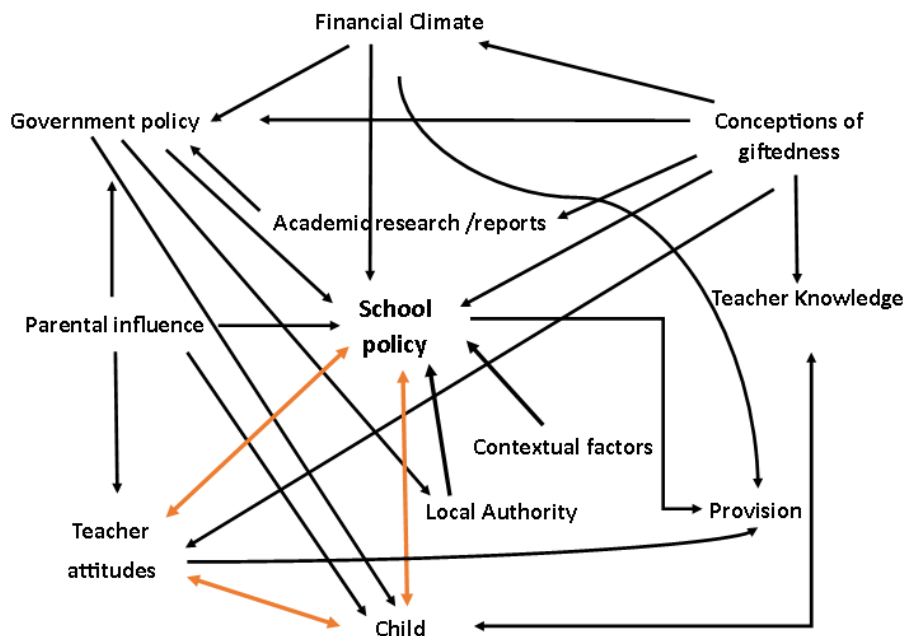 Financial Climate
Government policy
Conceptions of
giftedness
Academic research /reports
Teacher Knowledge
School
policy
Parental influence
Contextual factors
Local Authority
Provision
Teacher
attitudes
Child